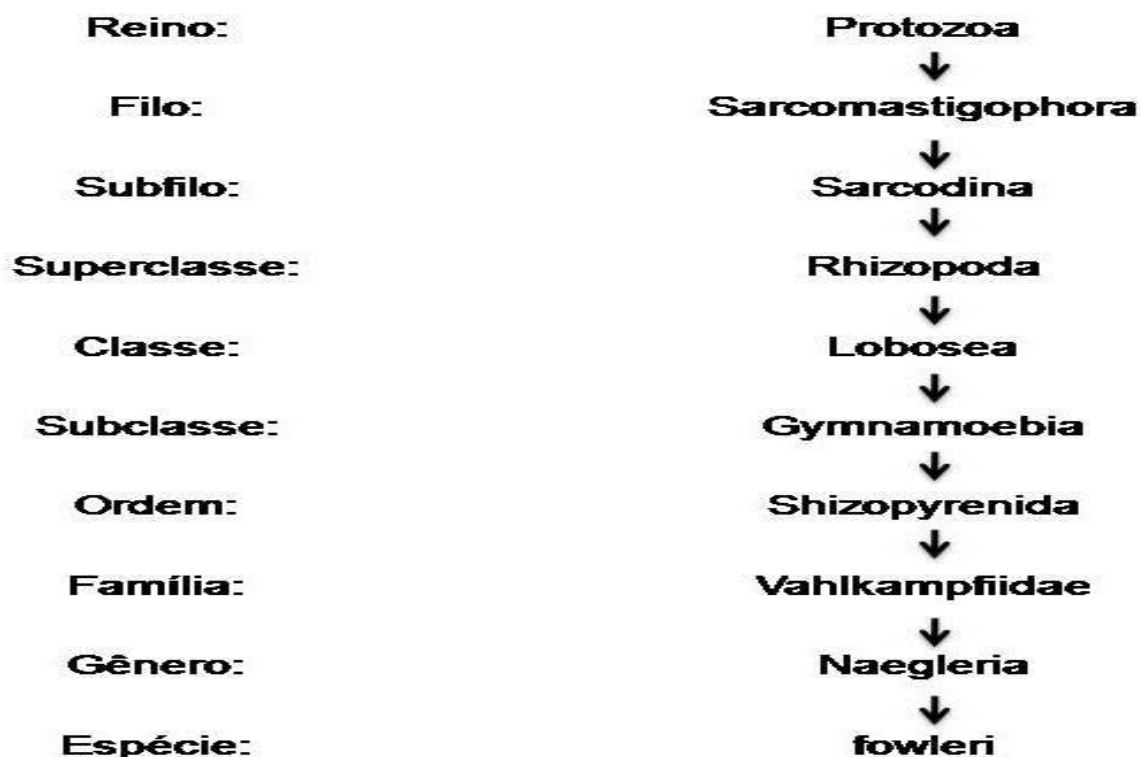 Reino: Protozoa
↓
Filo: Sarcomastigophora
↓
Subfilo: Sarcodina
↓
Superclasse: Rhizopoda
↓
Classe: Lobosea
↓
Subclasse: Gymnamoebia
↓
Ordem: Shizopyrenida
↓
Família: Vahlkampfiidae
↓
Gênero: Naegleria
↓
Espécie: fowleri